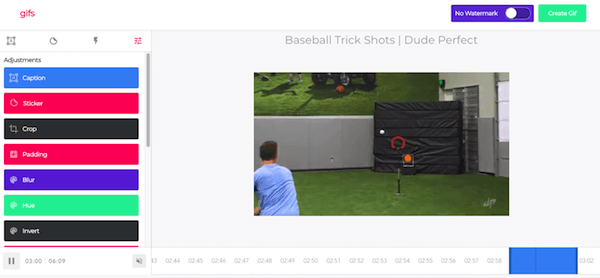 gifs
No Watermark
Create Gif
Baseball Trick Shots | Dude Perfect
Adjustments
Caption
Sticker
Crop
Padding
Blur
Hue
Invert
03:00 06:09
43 02:44 02:45 02:46 02:47 02:48 02:49 02:50 02:51 02:52 02:53 02:54 02:55 02:56 02:57 02:58 03:02